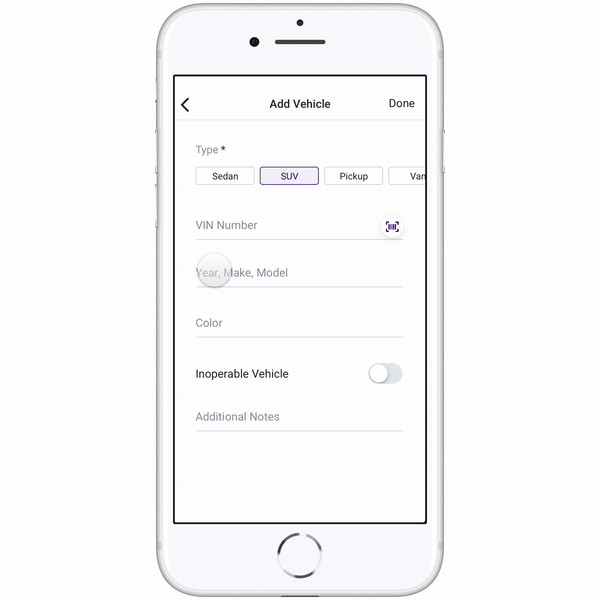 Add Vehicle Done
Type *
Sedan SUV Pickup Van
VIN Number
Year, Make, Model
Color
Inoperable Vehicle
Additional Notes